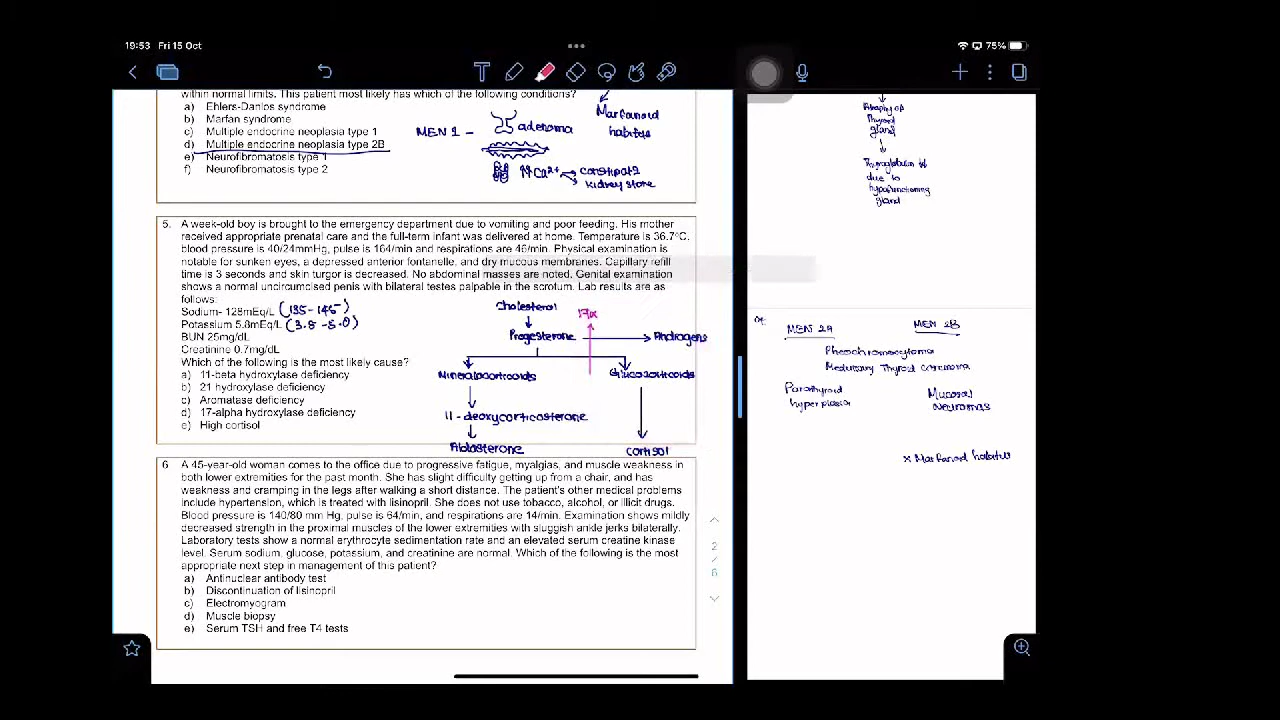 19:53 Fri 15 Oct
75%
within normal limits. This patient most likely has which of the following conditions?
a) Ehlers-Danlos syndrome
b) Marfan syndrome
c) Multiple endocrine neoplasia type 1
d) Multiple endocrine neoplasia type 2B
e) Neurofibromatosis type 1
f) Neurofibromatosis type 2
Marfanoid
habitus
MEN 1 -
adenoma
↑↑Ca2+
constipatn
kidney stone
5. A week-old boy is brought to the emergency department due to vomiting and poor feeding. His mother
received appropriate prenatal care and the full-term infant was delivered at home. Temperature is 36.7°C,
blood pressure is 40/24mmHg, pulse is 164/min and respirations are 46/min. Physical examination is
notable for sunken eyes, a depressed anterior fontanelle, and dry mucous membranes. Capillary refill
time is 3 seconds and skin turgor is decreased. No abdominal masses are noted. Genital examination
shows a normal uncircumcised penis with bilateral testes palpable in the scrotum. Lab results are as
follows:
Sodium- 128mEq/L (135-145)
Potassium 5.8mEq/L (3.5-5.0)
BUN 25mg/dL
Creatinine 0.7mg/dL
Which of the following is the most likely cause?
a) 11-beta hydroxylase deficiency
b) 21 hydroxylase deficiency
c) Aromatase deficiency
d) 17-alpha hydroxylase deficiency
e) High cortisol
Cholesterol
17α
Progesterone
Androgens
Mineralocorticoids
Glucocorticoids
11-deoxycorticosterone
Aldosterone
cortisol
6 A 45-year-old woman comes to the office due to progressive fatigue, myalgias, and muscle weakness in
both lower extremities for the past month. She has slight difficulty getting up from a chair, and has
weakness and cramping in the legs after walking a short distance. The patient's other medical problems
include hypertension, which is treated with lisinopril. She does not use tobacco, alcohol, or illicit drugs.
Blood pressure is 140/80 mm Hg, pulse is 64/min, and respirations are 14/min. Examination shows mildly
decreased strength in the proximal muscles of the lower extremities with sluggish ankle jerks bilaterally.
Laboratory tests show a normal erythrocyte sedimentation rate and an elevated serum creatine kinase
level. Serum sodium, glucose, potassium, and creatinine are normal. Which of the following is the most
appropriate next step in management of this patient?
a) Antinuclear antibody test
b) Discontinuation of lisinopril
c) Electromyogram
d) Muscle biopsy
e) Serum TSH and free T4 tests
2
/
6
Atrophy of
Thyroid
gland
Thyroglobulin
due to
hypofunctioning
gland
MEN 2A
MEN 2B
Pheochromocytoma
Medullary Thyroid carcinoma
Parathyroid
hyperplasia
Mucosal
neuromas
x Marfanoid habitus